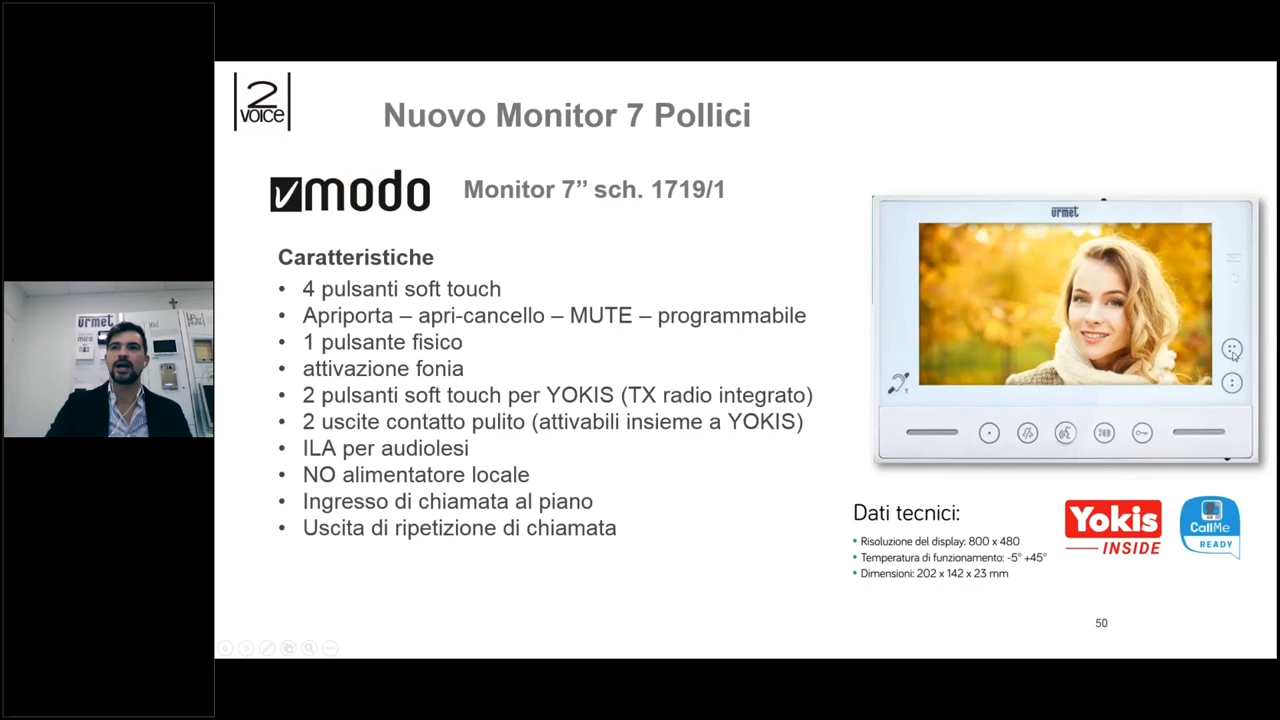 2
VOICE
Nuovo Monitor 7 Pollici
vmodo
Monitor 7” sch. 1719/1
urmet
Caratteristiche
• 4 pulsanti soft touch
• Apriporta – apri-cancello – MUTE – programmabile
• 1 pulsante fisico
• attivazione fonia
• 2 pulsanti soft touch per YOKIS (TX radio integrato)
• 2 uscite contatto pulito (attivabili insieme a YOKIS)
• ILA per audiolesi
• NO alimentatore locale
• Ingresso di chiamata al piano
• Uscita di ripetizione di chiamata
urmet
miro
T
Dati tecnici:
• Risoluzione del display: 800 x 480
• Temperatura di funzionamento: -5° +45°
• Dimensioni: 202 x 142 x 23 mm
Yokis
INSIDE
CallMe
READY
50